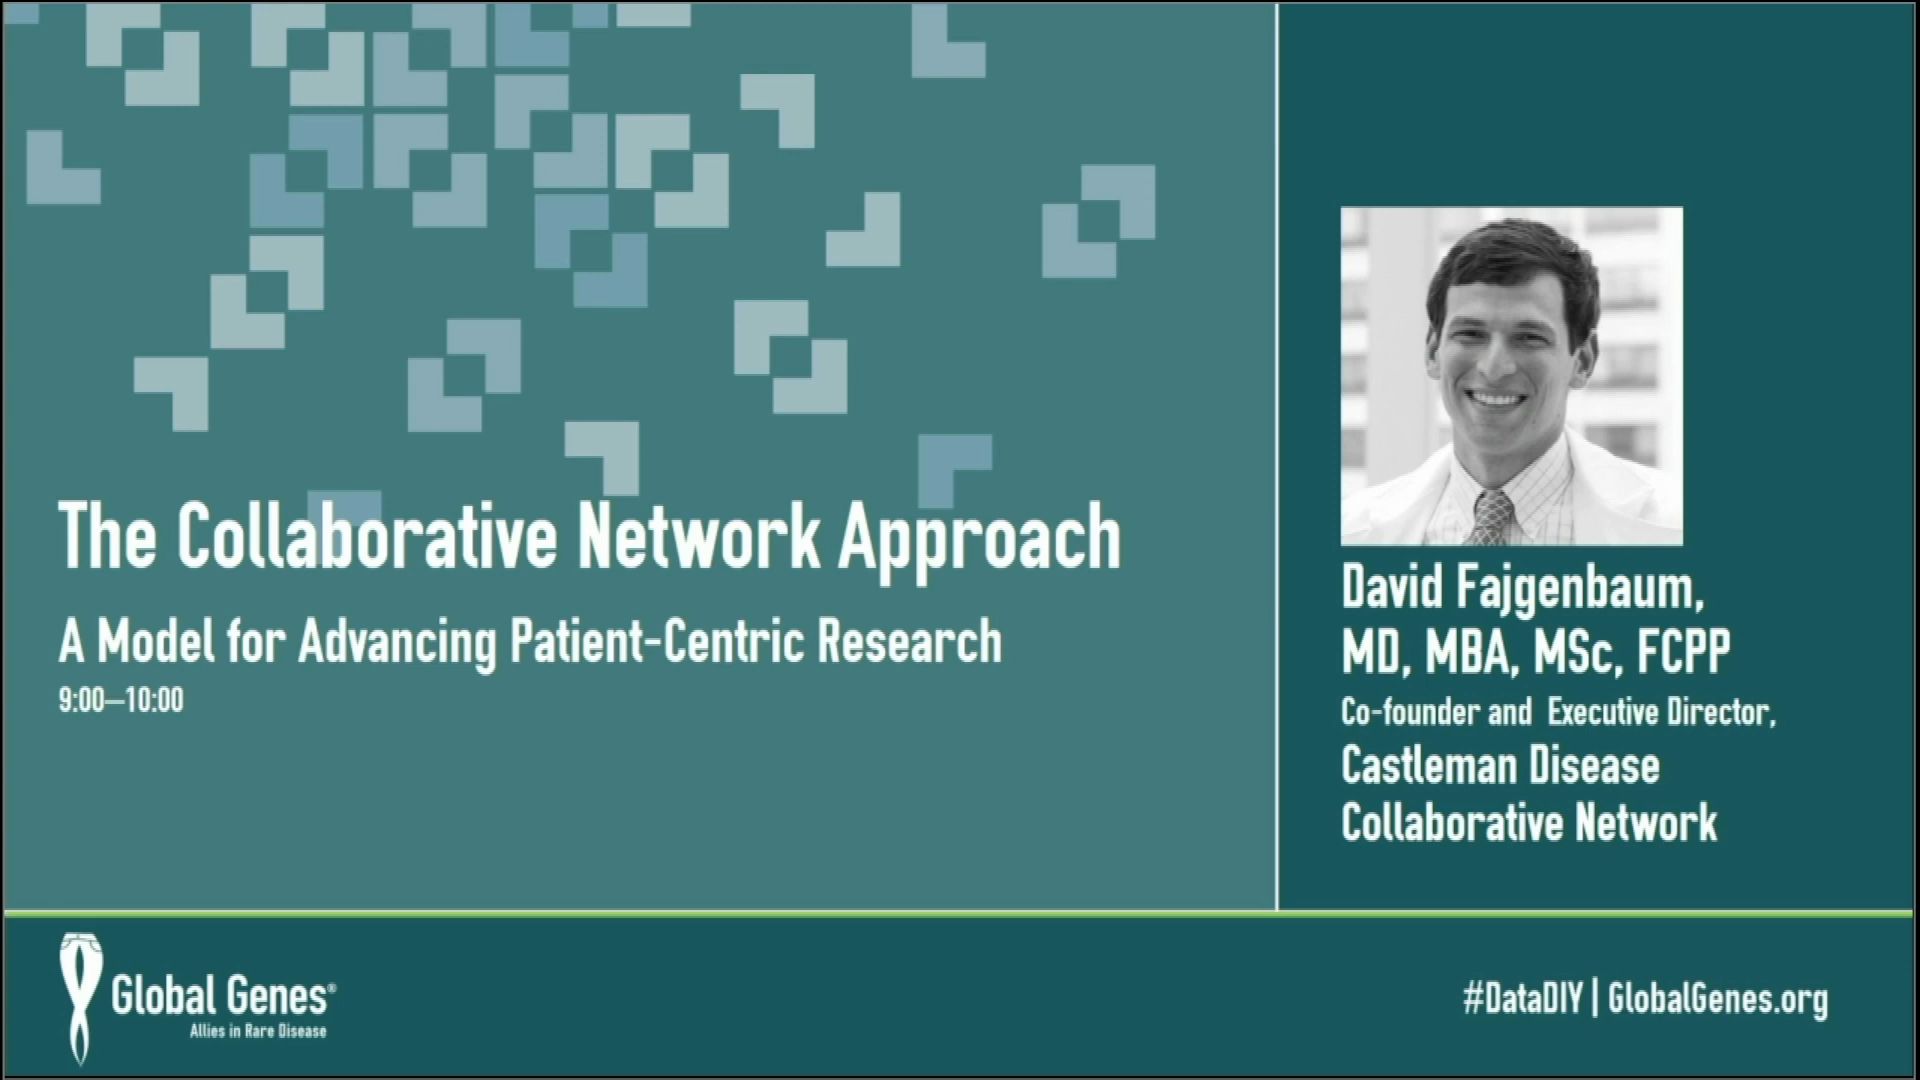 The Collaborative Network Approach
A Model for Advancing Patient-Centric Research
9:00–10:00
David Fajgenbaum,
MD, MBA, MSc, FCPP
Co-founder and Executive Director,
Castleman Disease
Collaborative Network
Global Genes®
Allies in Rare Disease
#DataDIY | GlobalGenes.org